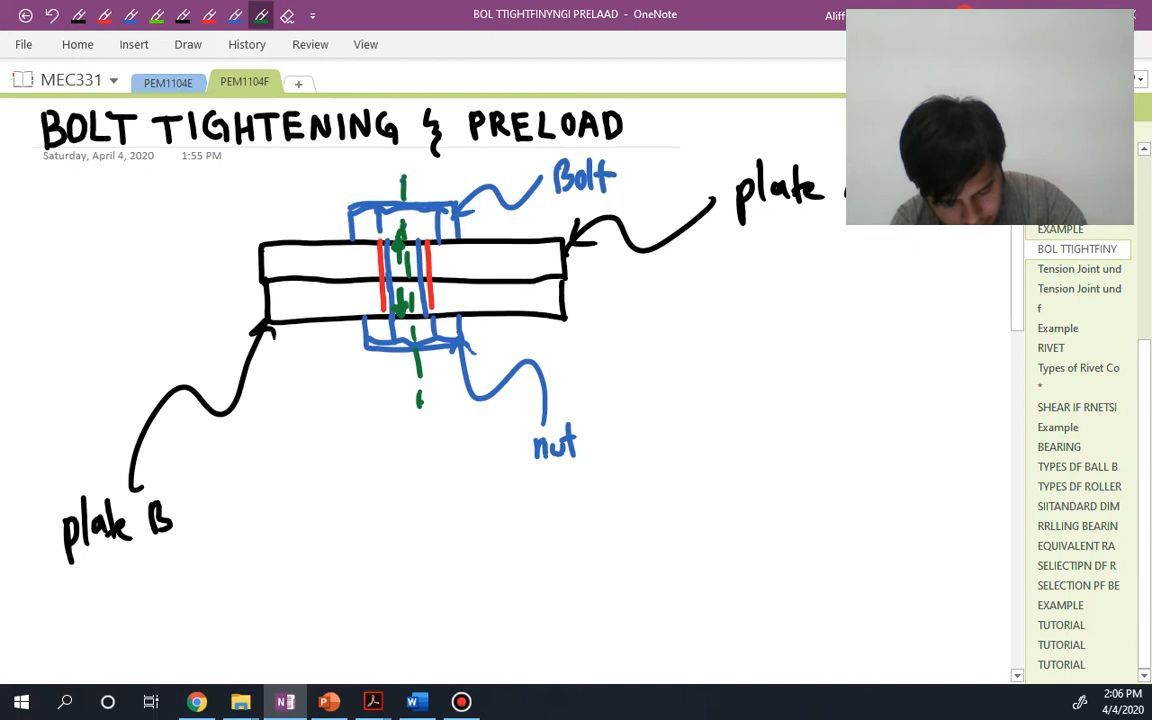 BOL TTIGHTFINYNGI PRELAAD - OneNote
Aliff
File Home Insert Draw History Review View
MEC331 PEM1104E PEM1104F
BOLT TIGHTENING & PRELOAD
Saturday, April 4, 2020 1:55 PM
Bolt
plate
nut
plate B
EXAMPLE
BOL TTIGHTFINY
Tension Joint und
Tension Joint und
f
Example
RIVET
Types of Rivet Co
*
SHEAR IF RNETSI
Example
BEARING
TYPES DF BALL B
TYPES DF ROLLER
SIITANDARD DIM
RRLLING BEARIN
EQUIVALENT RA
SELIECTIPN DF R
SELECTION PF BE
EXAMPLE
TUTORIAL
TUTORIAL
TUTORIAL
2:06 PM
4/4/2020